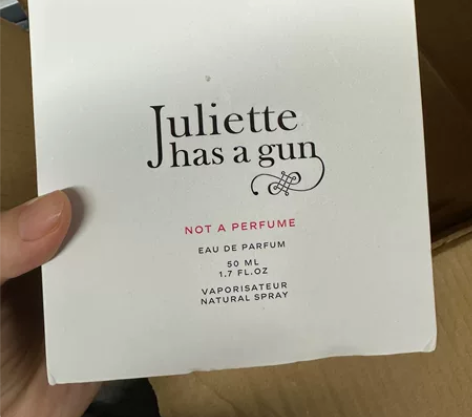 Juliette
has a gun
NOT A PERFUME
EAU DE PARFUM
50 ML
1.7 FL.OZ
VAPORISATEUR
NATURAL SPRAY